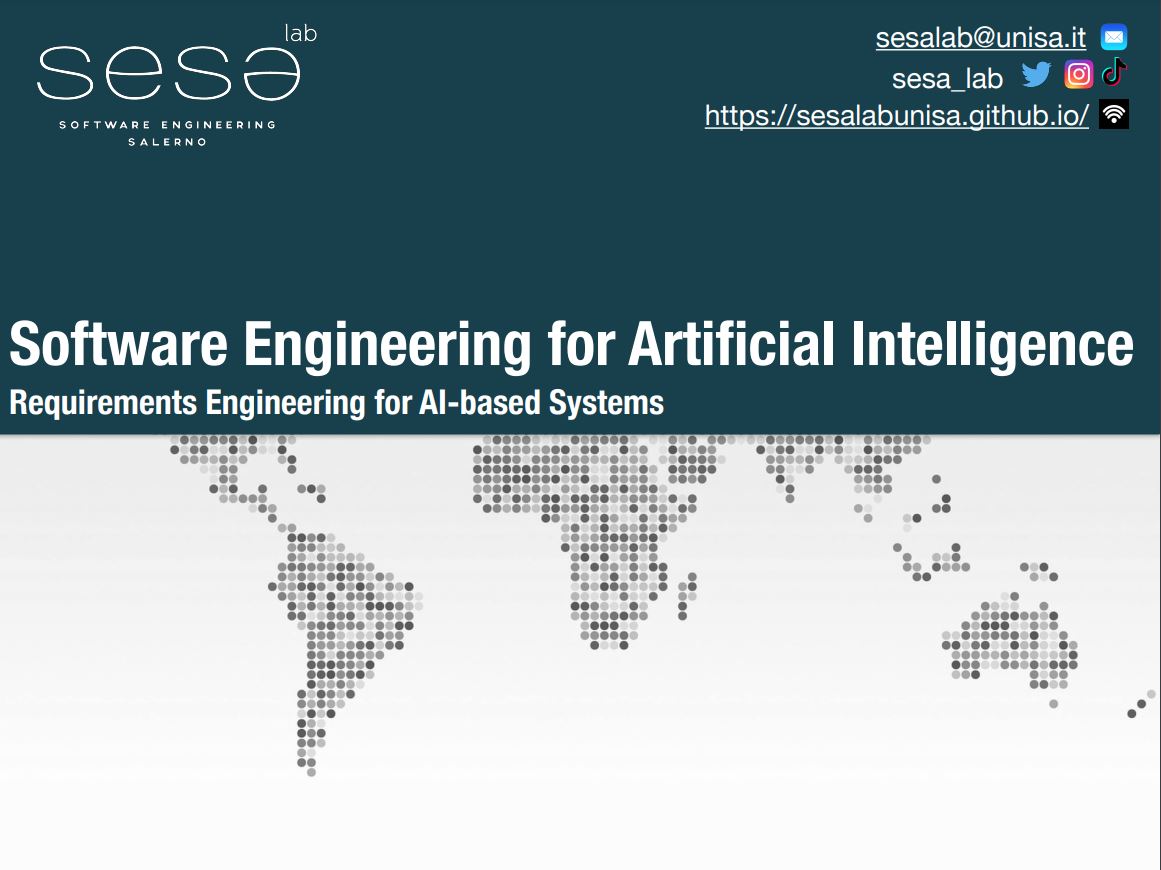 sesa lab
SOFTWARE ENGINEERING
SALERNO
sesalab@unisa.it
sesa_lab
https://sesalabunisa.github.io/
Software Engineering for Artificial Intelligence
Requirements Engineering for AI-based Systems